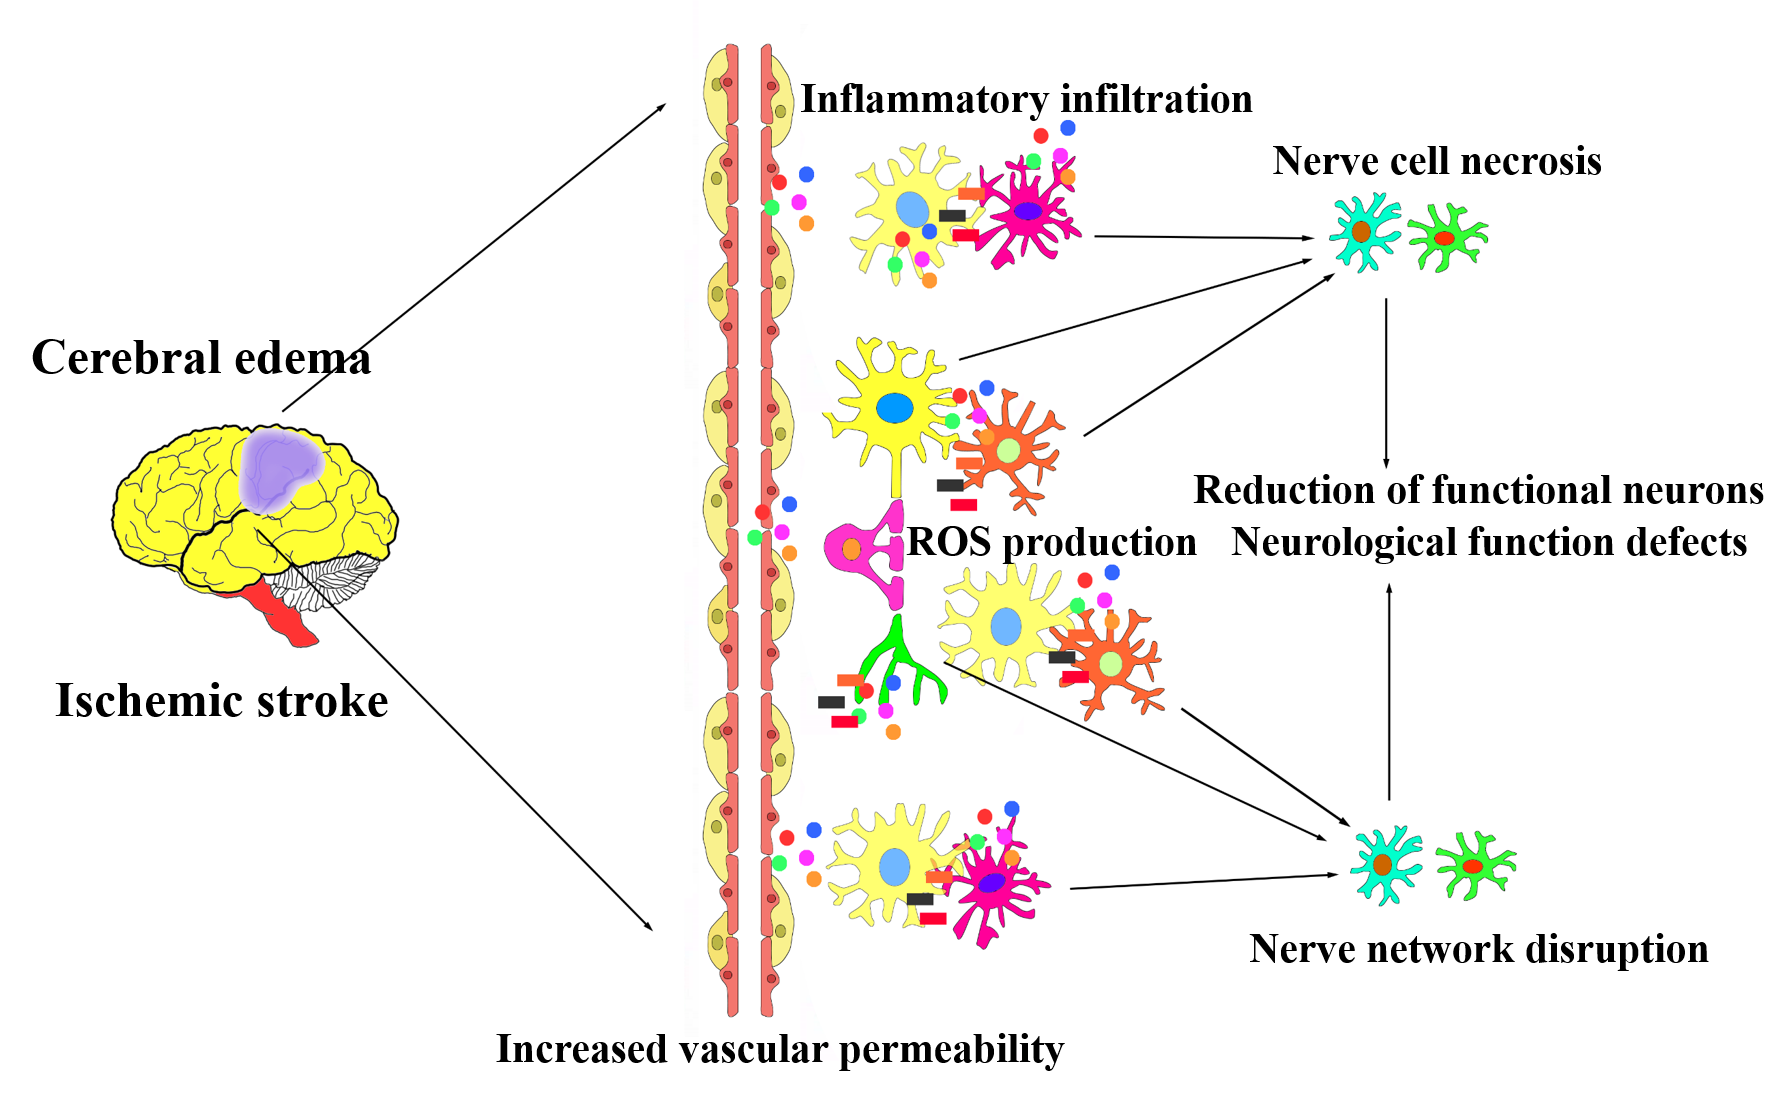 Inflammatory infiltration
Nerve cell necrosis
Cerebral edema
Reduction of functional neurons
ROS production
Neurological function defects
Ischemic stroke
Nerve network disruption
Increased vascular permeability